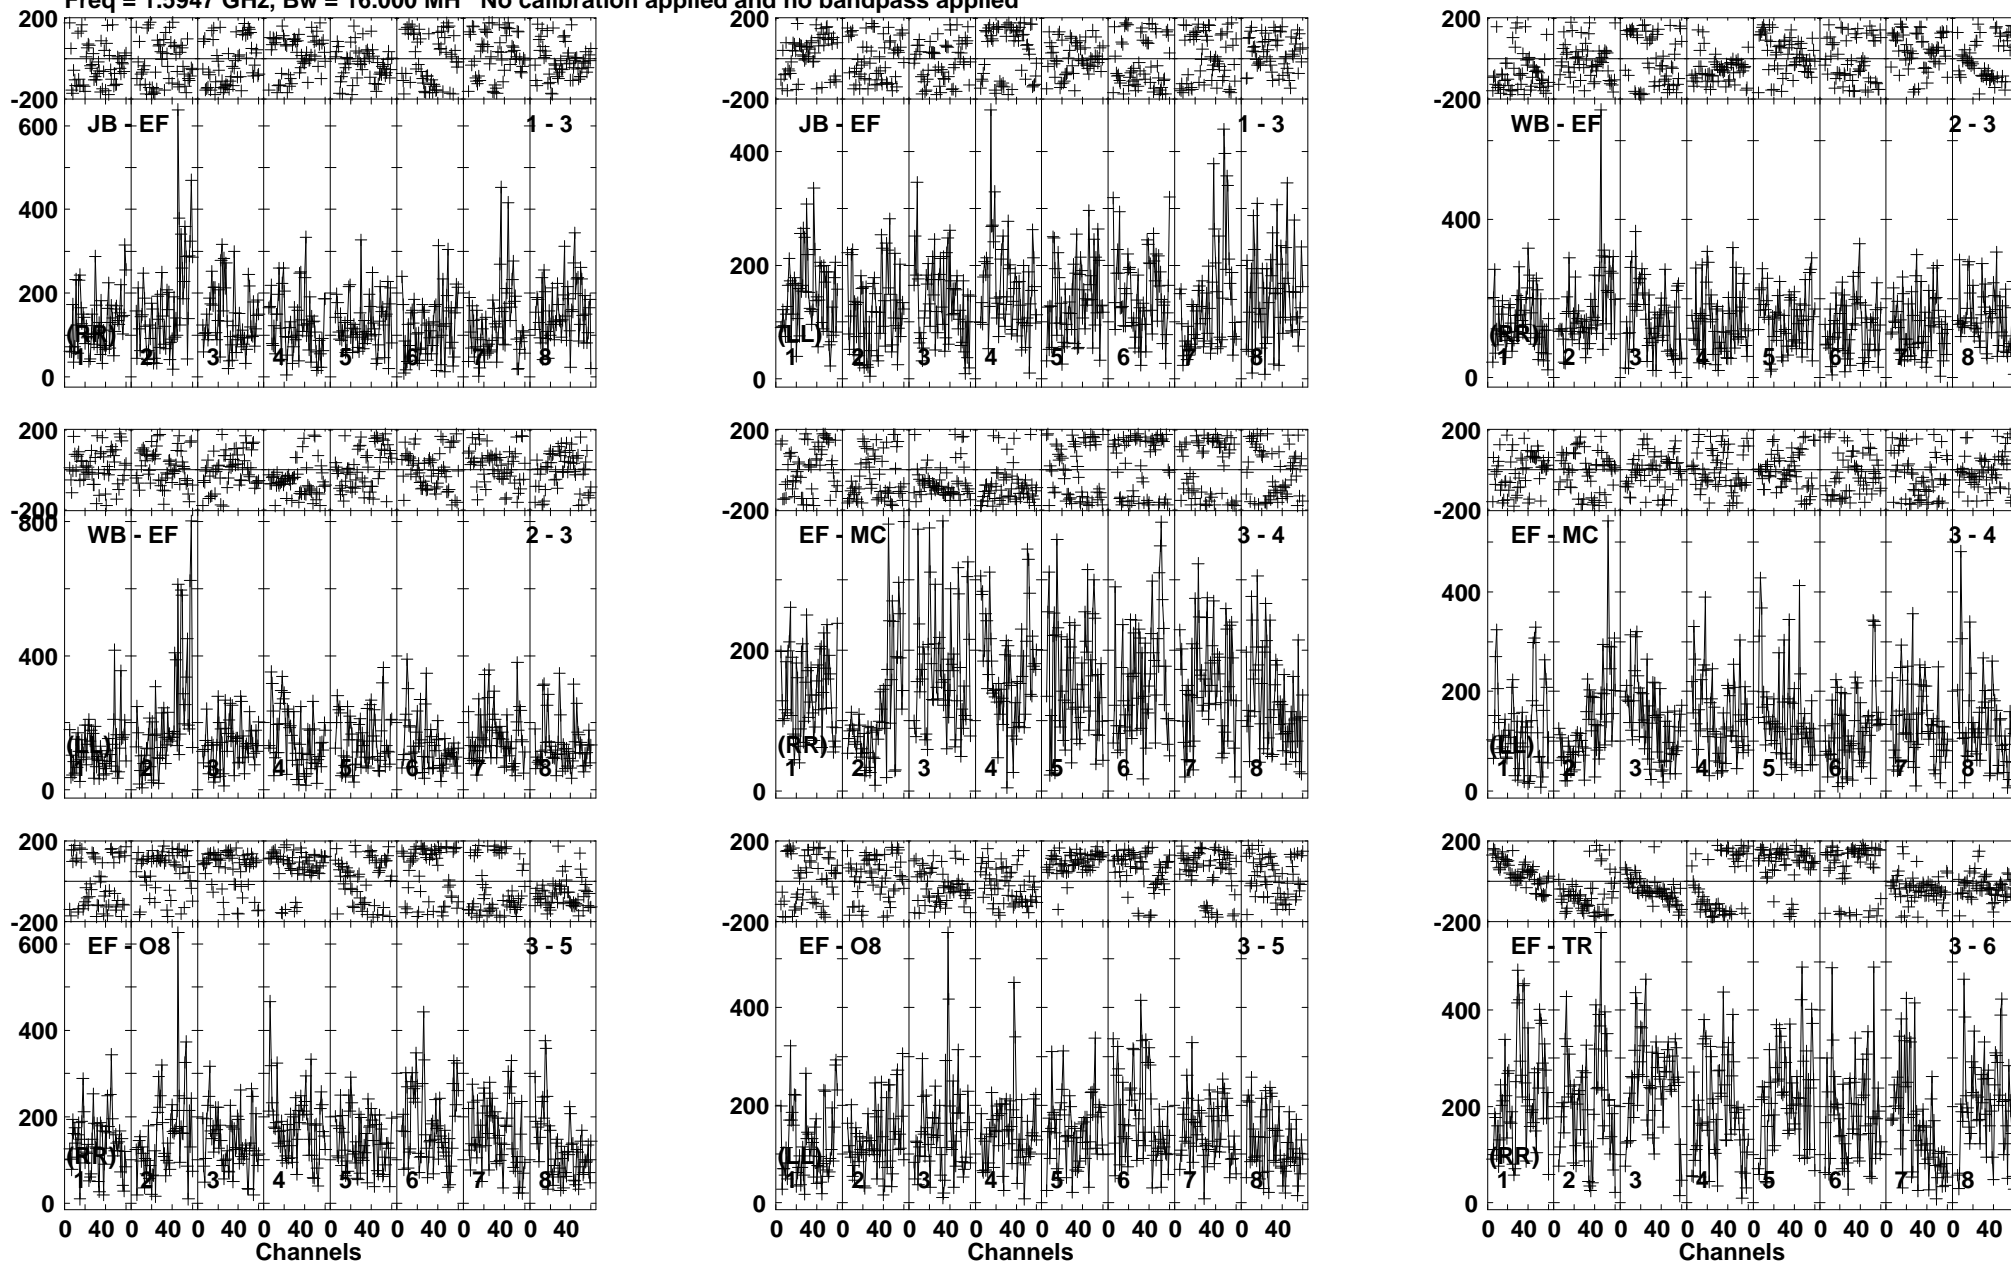 Freq = 1.5947 GHz, Bw = 16.000 MH No calibration applied and no bandpass applied
200 200 200
-200 -200 -200
JB - EF 1 - 3 JB - EF 1 - 3 WB - EF 2 - 3
600
400 400 400
200 200
(RR) (LL) (RR)
1 2 3 4 5 6 7 8 1 2 3 4 5 6 7 8 1 2 3 4 5 6 7 8
0 0 0
200 200 200
-200 -200 -200
800
WB - EF 2 - 3 EF - MC 3 - 4 EF - MC 3 - 4
400 400
200 200
(LL) (RR) (LL)
1 2 3 4 5 6 7 8 1 2 3 4 5 6 7 8 1 2 3 4 5 6 7 8
0 0 0
200 200 200
-200 -200 -200
600
EF - O8 3 - 5 EF - O8 3 - 5 EF - TR 3 - 6
400 400 400
200 200 200
(RR) (LL) (RR)
1 2 3 4 5 6 7 8 1 2 3 4 5 6 7 8 1 2 3 4 5 6 7 8
0 0 0
0 40 0 40 0 40 0 40 0 40 0 40 0 40 0 40 0 40 0 40 0 40 0 40 0 40 0 40 0 40 0 40 0 40 0 40 0 40 0 40 0 40 0 40 0 40 0 40
Channels Channels Channels